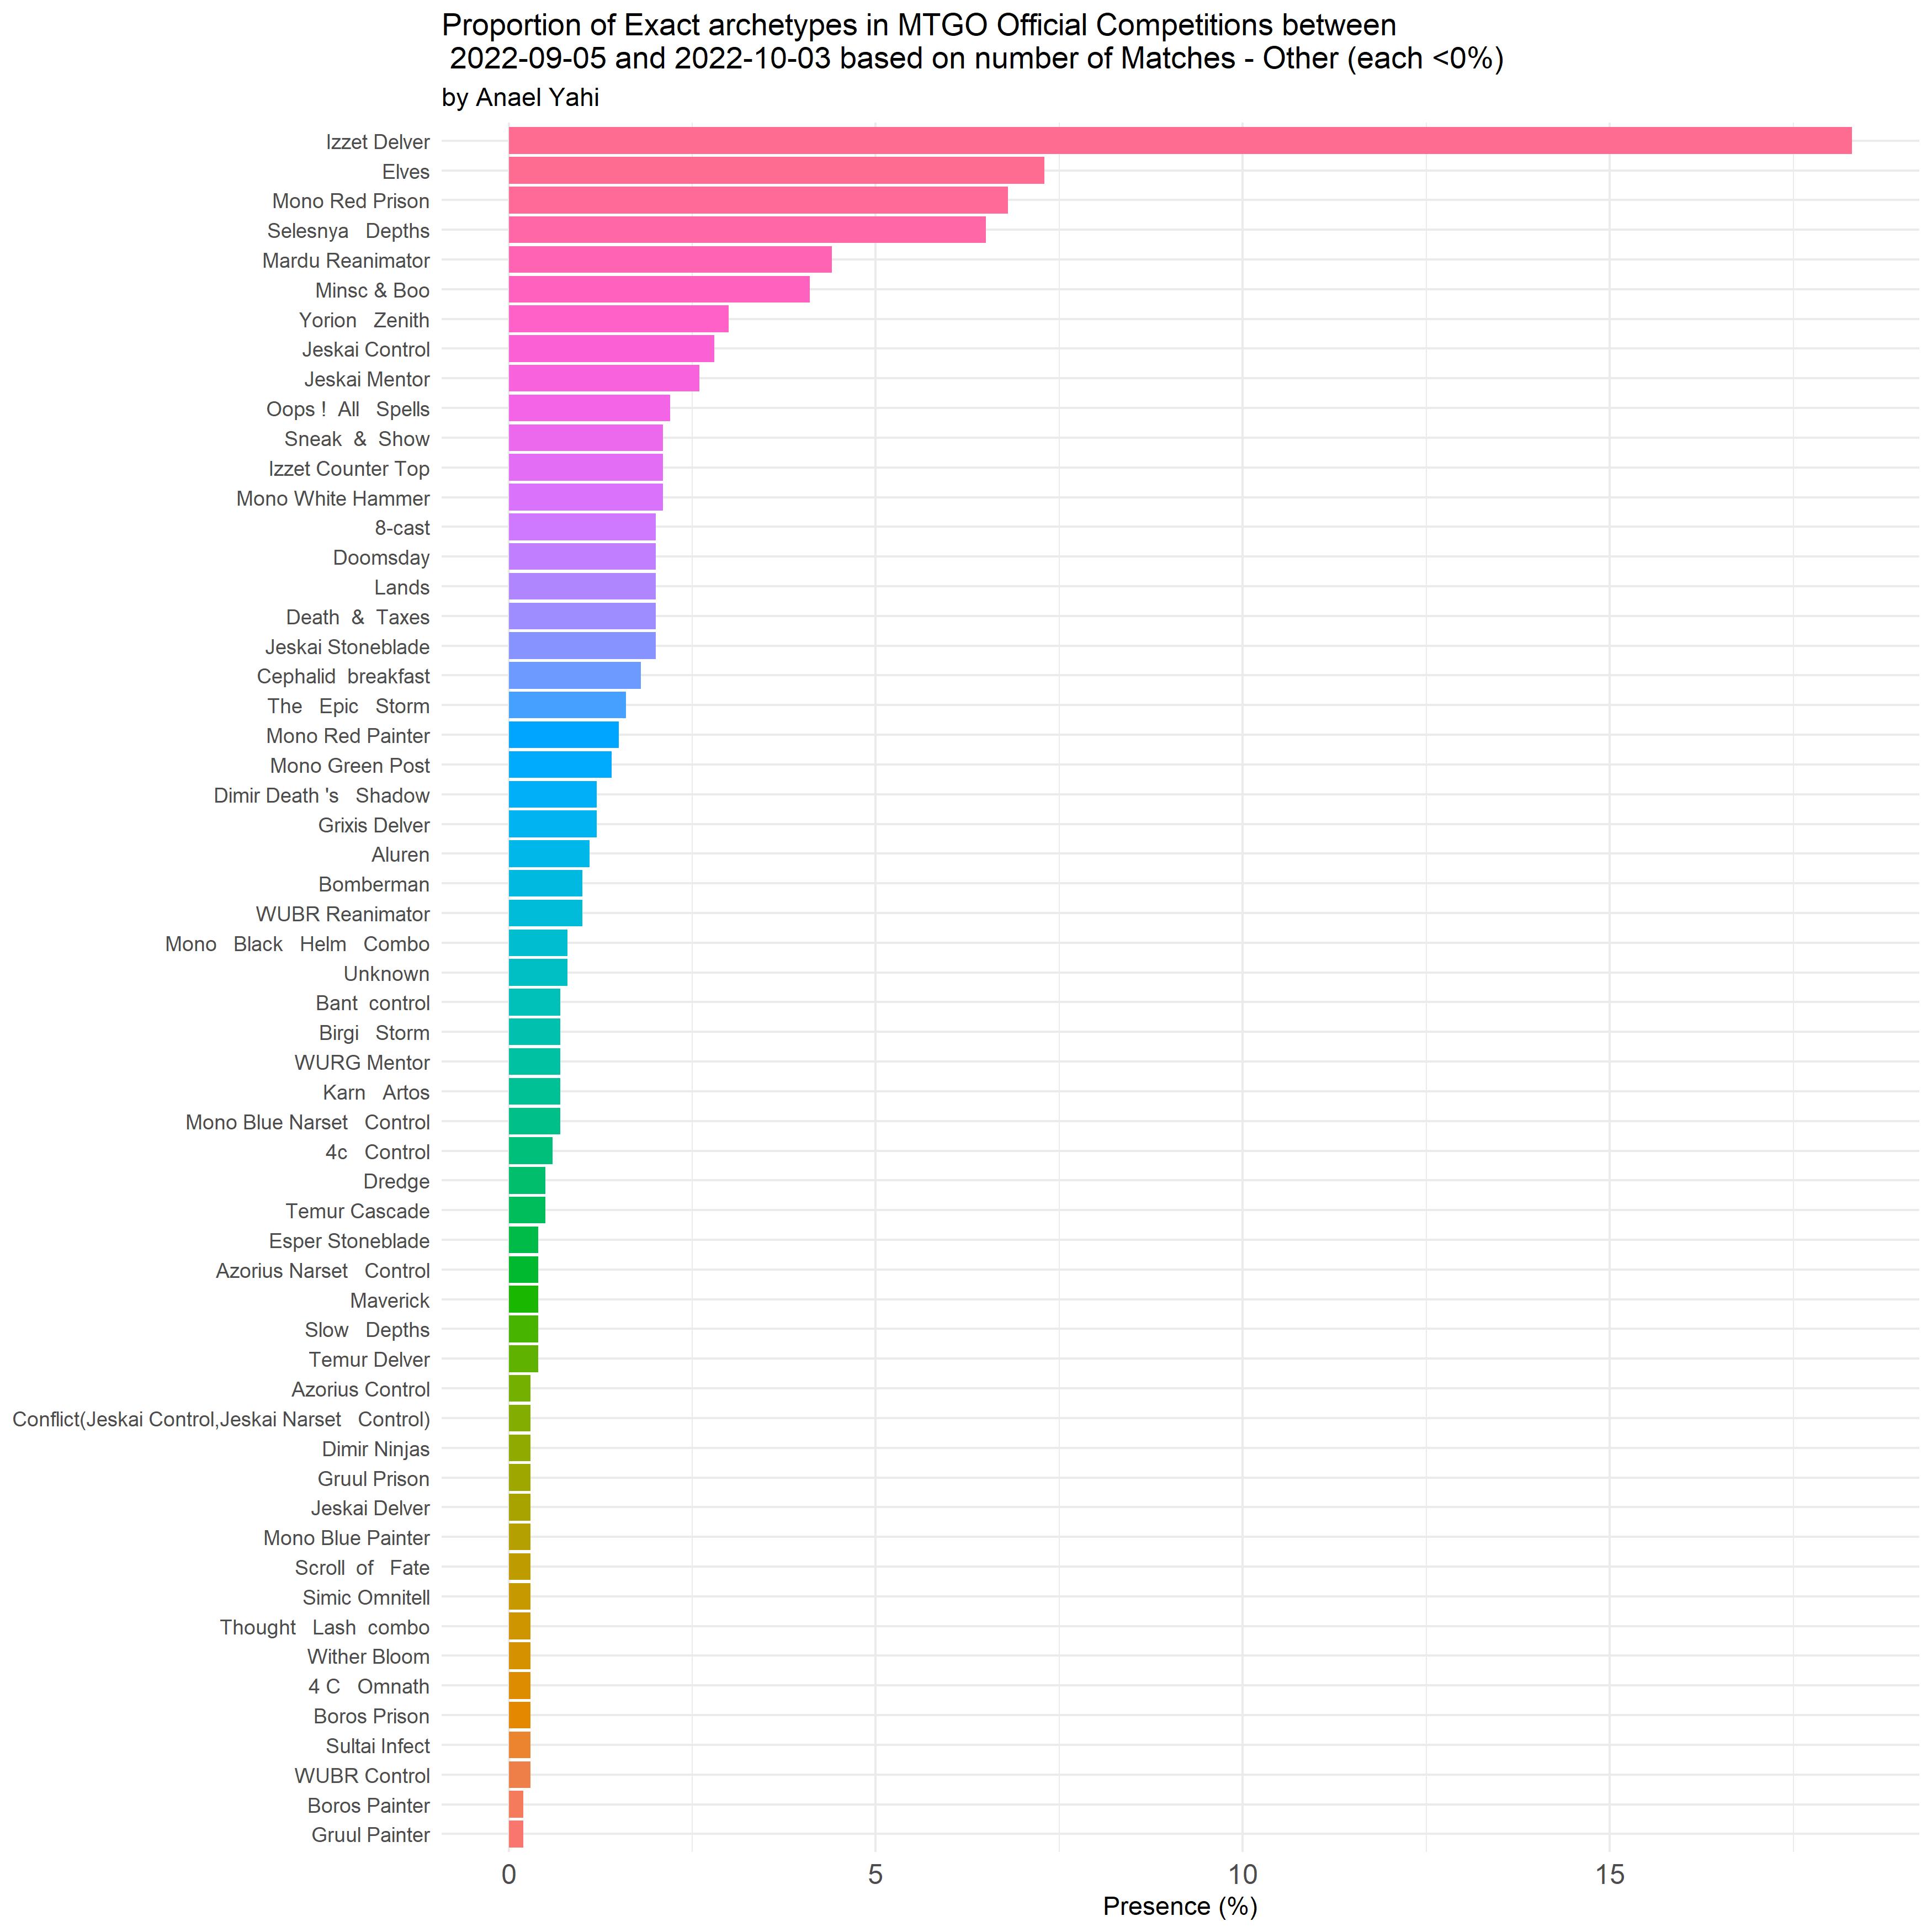 Proportion of Exact archetypes in MTGO Official Competitions between
2022-09-05 and 2022-10-03 based on number of Matches - Other (each <0%)
by Anael Yahi
Izzet Delver
Elves
Mono Red Prison
Selesnya Depths
Mardu Reanimator
Minsc & Boo
Yorion Zenith
Jeskai Control
Jeskai Mentor
Oops ! All Spells
Sneak & Show
Izzet Counter Top
Mono White Hammer
8-cast
Doomsday
Lands
Death & Taxes
Jeskai Stoneblade
Cephalid breakfast
The Epic Storm
Mono Red Painter
Mono Green Post
Dimir Death 's Shadow
Grixis Delver
Aluren
Bomberman
WUBR Reanimator
Mono Black Helm Combo
Unknown
Bant control
Birgi Storm
WURG Mentor
Karn Artos
Mono Blue Narset Control
4c Control
Dredge
Temur Cascade
Esper Stoneblade
Azorius Narset Control
Maverick
Slow Depths
Temur Delver
Azorius Control
Conflict(Jeskai Control,Jeskai Narset Control)
Dimir Ninjas
Gruul Prison
Jeskai Delver
Mono Blue Painter
Scroll of Fate
Simic Omnitell
Thought Lash combo
Wither Bloom
4 C Omnath
Boros Prison
Sultai Infect
WUBR Control
Boros Painter
Gruul Painter
0 5 10 15
Presence (%)